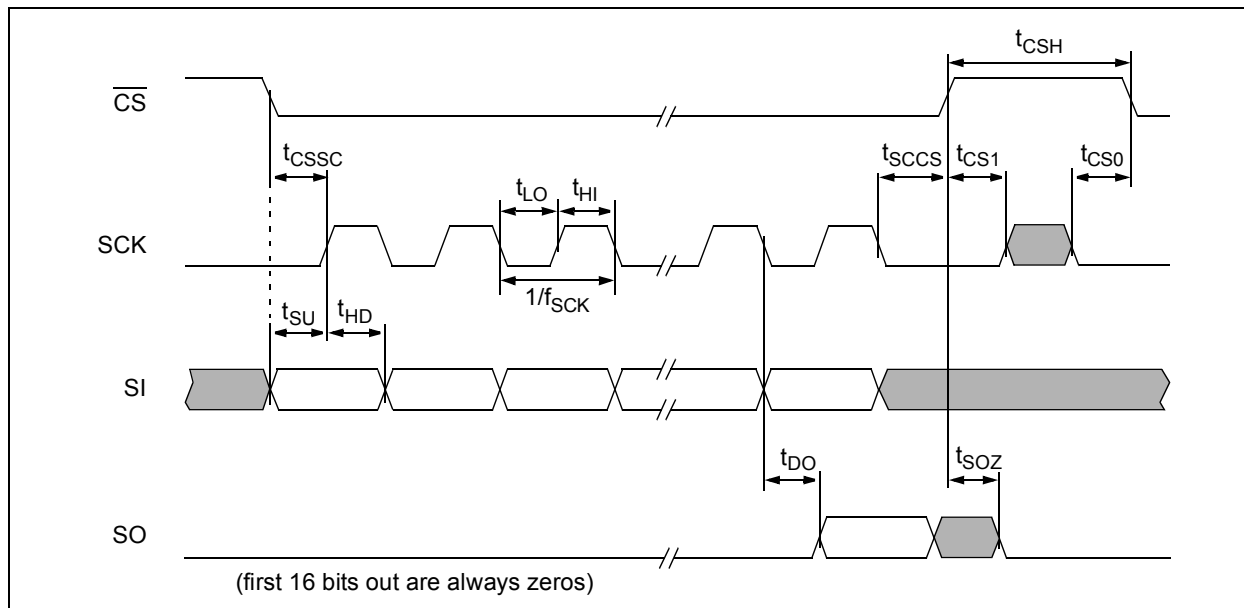 tCSH
CS
tCSSC
tSCCS
tCS1
tCS0
tLO
tHI
SCK
1/fSCK
tSU
tHD
SI
tDO
tSOZ
SO
(first 16 bits out are always zeros)